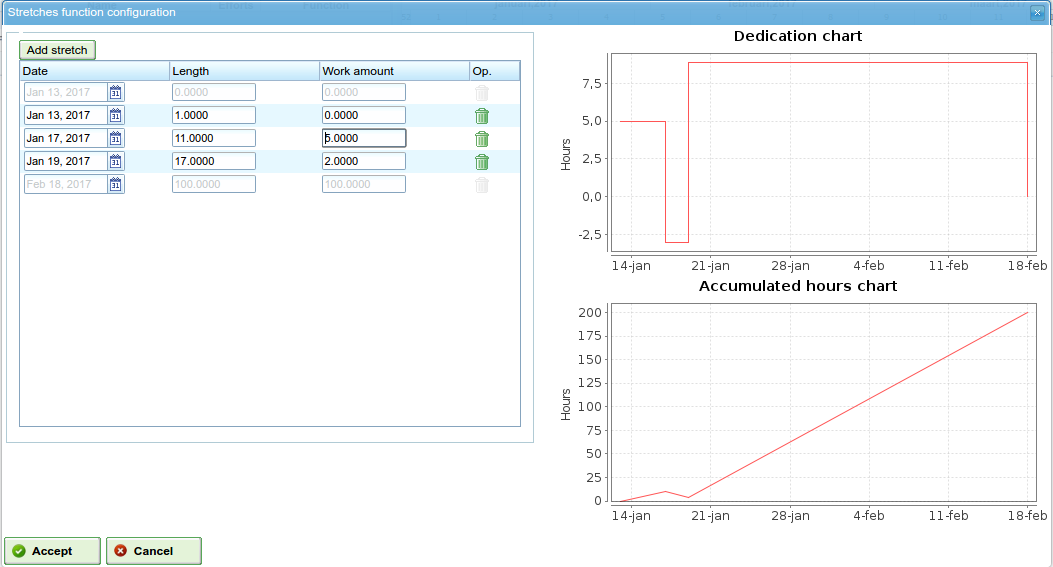 Stretches function configuration
Add stretch
Date Length Work amount Op.
Jan 13, 2017 31 0.0000 0.0000
Jan 13, 2017 31 1.0000 0.0000
Jan 17, 2017 31 11.0000 5.0000
Jan 19, 2017 31 17.0000 2.0000
Feb 18, 2017 31 100.0000 100.0000
Accept Cancel
Dedication chart
Hours
7,5
5,0
2,5
0,0
-2,5
14-jan 21-jan 28-jan 4-feb 11-feb 18-feb
Accumulated hours chart
Hours
200
175
150
125
100
75
50
25
0
14-jan 21-jan 28-jan 4-feb 11-feb 18-feb